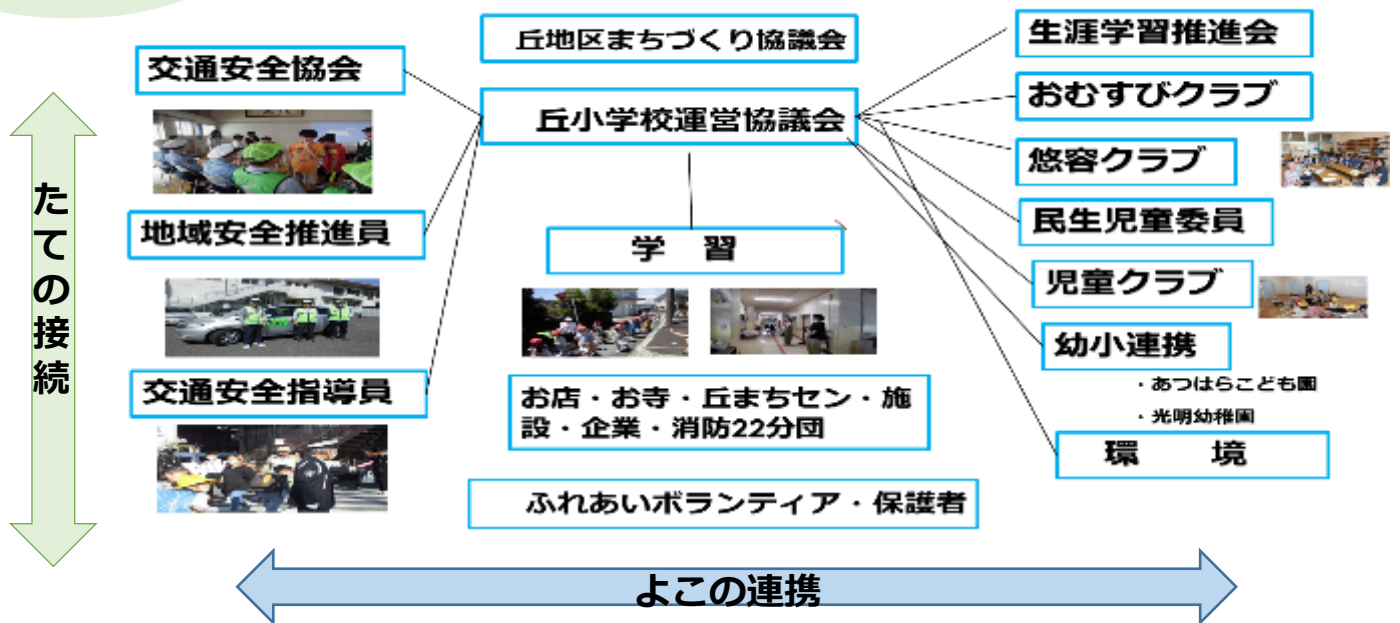 丘地区まちづくり協議会
丘小学校運営協議会
交通安全協会
地域安全推進員
交通安全指導員
学　習
お店・お寺・丘まちセン・施
設・企業・消防22分団
ふれあいボランティア・保護者
生涯学習推進会
おむすびクラブ
悠容クラブ
民生児童委員
児童クラブ
幼小連携
・あつはらこども園
・光明幼稚園
環　　境
たての接続
よこの連携